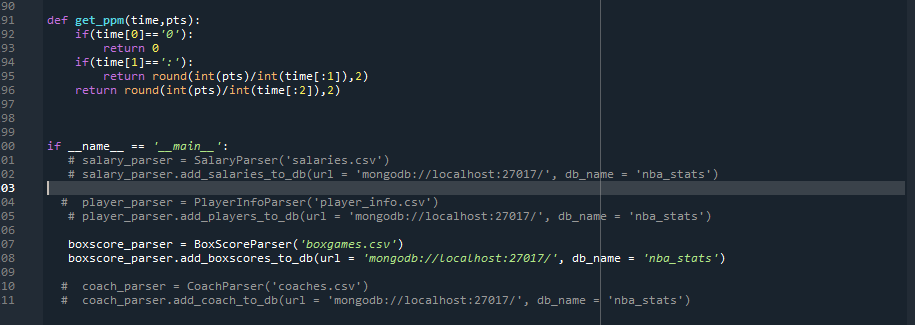 90
91 def get_ppm(time,pts):
92     if(time[0]=='0'):
93         return 0
94     if(time[1]==':'):
95         return round(int(pts)/int(time[:1]),2)
96     return round(int(pts)/int(time[:2]),2)
97
98
99
00 if __name__ == '__main__':
01    # salary_parser = SalaryParser('salaries.csv')
02    # salary_parser.add_salaries_to_db(url = 'mongodb://localhost:27017/', db_name = 'nba_stats')
03
04   #  player_parser = PlayerInfoParser('player_info.csv')
05    # player_parser.add_players_to_db(url = 'mongodb://localhost:27017/', db_name = 'nba_stats')
06
07    boxscore_parser = BoxScoreParser('boxgames.csv')
08    boxscore_parser.add_boxscores_to_db(url = 'mongodb://localhost:27017/', db_name = 'nba_stats')
09
10   #  coach_parser = CoachParser('coaches.csv')
11   #  coach_parser.add_coach_to_db(url = 'mongodb://localhost:27017/', db_name = 'nba_stats')